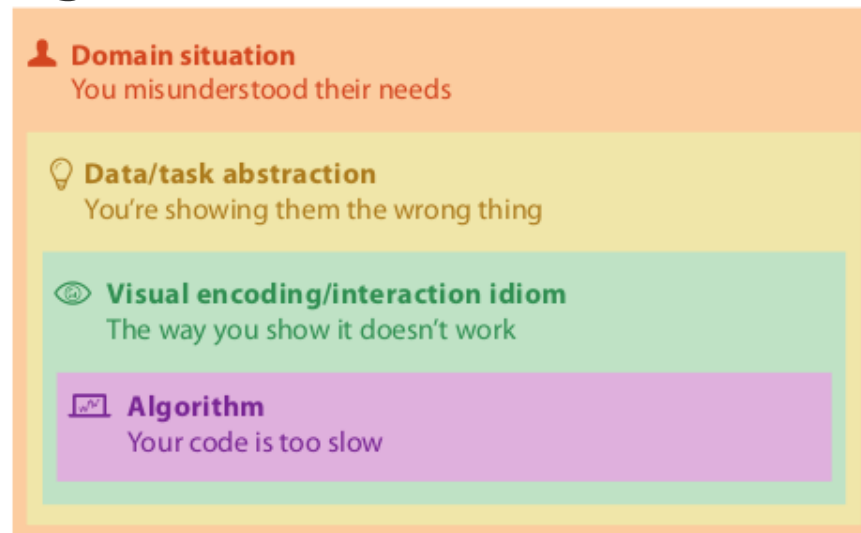 Domain situation
You misunderstood their needs
Data/task abstraction
You're showing them the wrong thing
Visual encoding/interaction idiom
The way you show it doesn't work
Algorithm
Your code is too slow